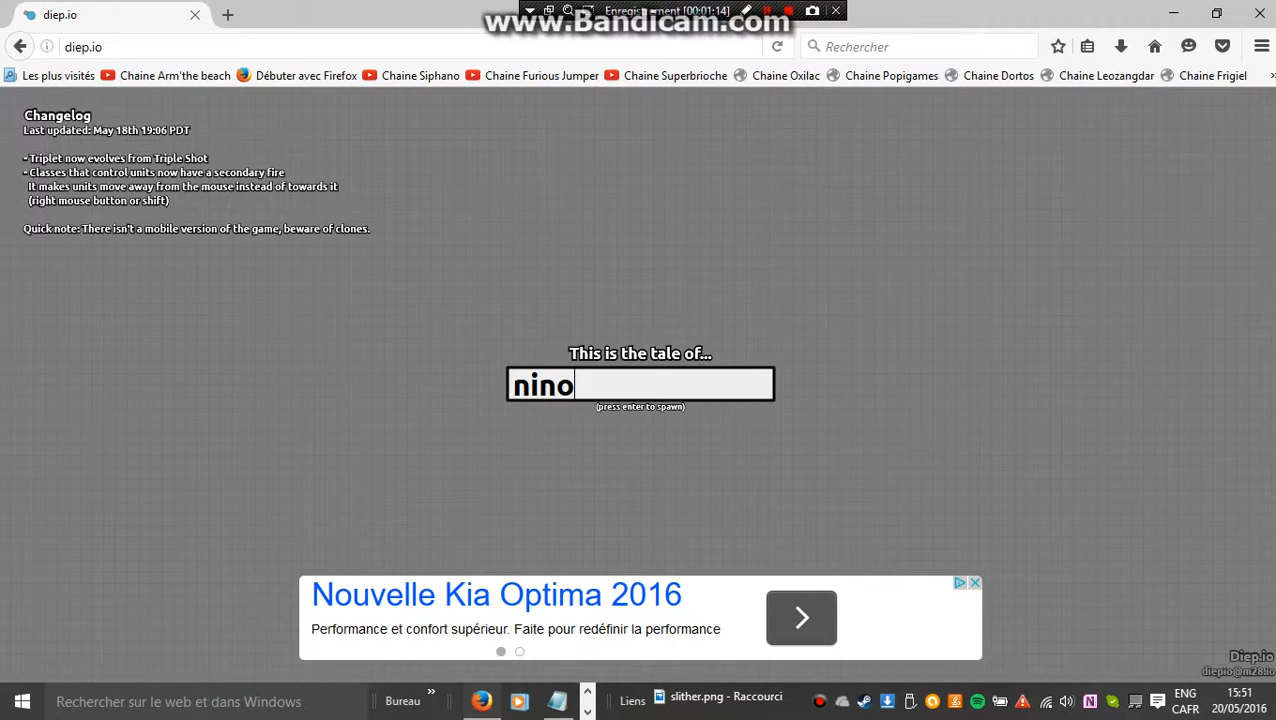 diep.io
Enregistrement [00:01:14]
www.Bandicam.com
diep.io
Rechercher
Les plus visités
Chaine Arm'the beach
Débuter avec Firefox
Chaine Siphano
Chaine Furious Jumper
Chaine Superbrioche
Chaine Oxilac
Chaine Popigames
Chaine Dortos
Chaine Leozangdar
Chaine Frigiel
Changelog
Last updated: May 18th 19:06 PDT
- Triplet now evolves from Triple Shot
- Classes that control units now have a secondary fire
It makes units move away from the mouse instead of towards it
(right mouse button or shift)
Quick note: There isn't a mobile version of the game, beware of clones.
This is the tale of...
nino
(press enter to spawn)
Nouvelle Kia Optima 2016
Performance et confort supérieur. Faite pour redéfinir la performance
Diep.io
diepio@m28.io
Rechercher sur le web et dans Windows
Bureau
Liens
slither.png - Raccourci
ENG
CAFR
15:51
20/05/2016